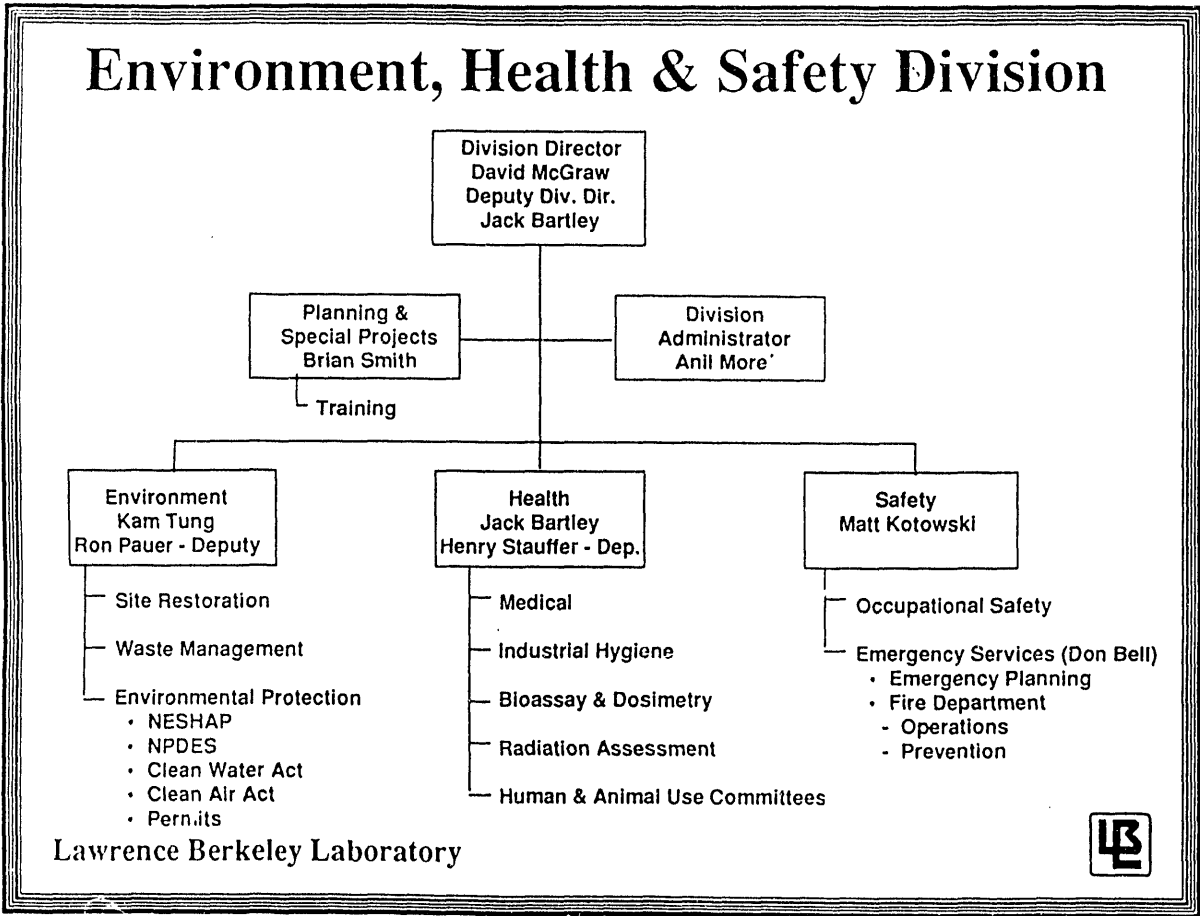 Environment, Health & Safety Division
Division Director
David McGraw
Deputy Div. Dir.
Jack Bartley
Planning &
Special Projects
Brian Smith
Training
Division
Administrator
Anil More´
Environment
Kam Tung
Ron Pauer - Deputy
Site Restoration
Waste Management
Environmental Protection
• NESHAP
• NPDES
• Clean Water Act
• Clean Air Act
• Permits
Health
Jack Bartley
Henry Stauffer - Dep.
Medical
Industrial Hygiene
Bioassay & Dosimetry
Radiation Assessment
Human & Animal Use Committees
Safety
Matt Kotowski
Occupational Safety
Emergency Services (Don Bell)
• Emergency Planning
• Fire Department
- Operations
- Prevention
Lawrence Berkeley Laboratory
LBL